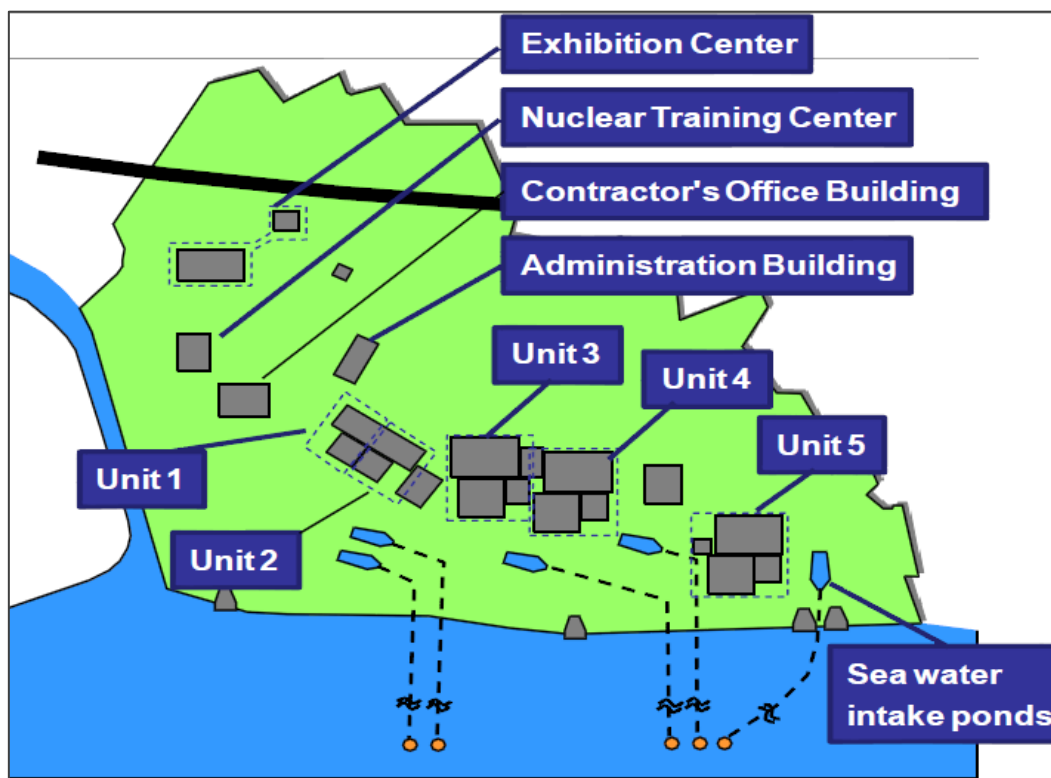 Exhibition Center
Nuclear Training Center
Contractor's Office Building
Administration Building
Unit 3
Unit 4
Unit 5
Unit 1
Unit 2
Sea water
intake ponds